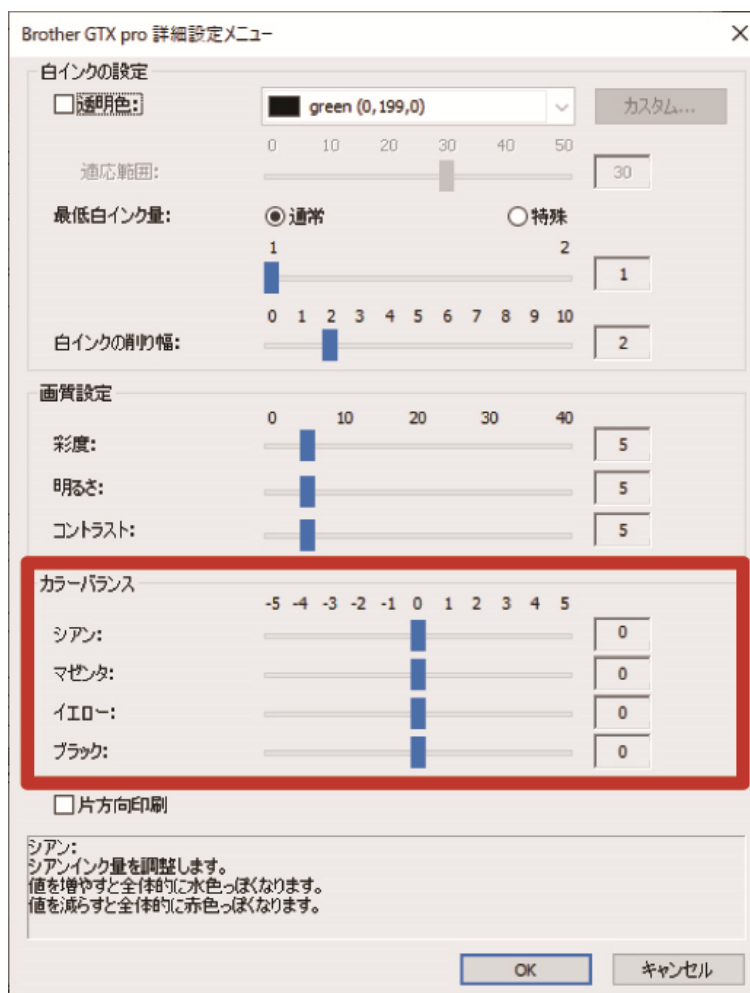 Brother GTX pro 詳細設定メニュー
白インクの設定
透明色: green (0,199,0) カスタム...
0 10 20 30 40 50
適応範囲: 30
最低白インク量: 通常 特殊
1 2
1
0 1 2 3 4 5 6 7 8 9 10
白インクの削り幅: 2
画質設定
0 10 20 30 40
彩度: 5
明るさ: 5
コントラスト: 5
カラーバランス
-5 -4 -3 -2 -1 0 1 2 3 4 5
シアン: 0
マゼンタ: 0
イエロー: 0
ブラック: 0
片方向印刷
シアン:
シアンインク量を調整します。
値を増やすと全体的に水色っぽくなります。
値を減らすと全体的に赤色っぽくなります。
OK キャンセル